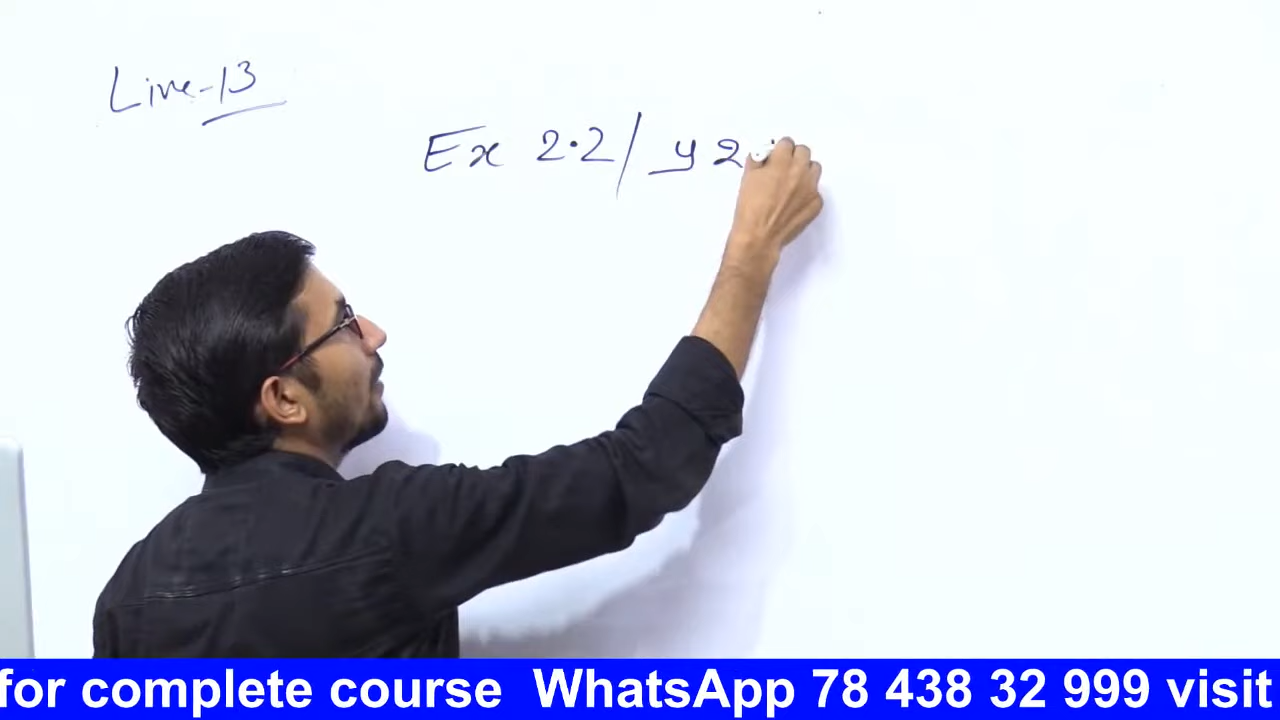 Live-13
Ex 2.2/ y 2
for complete course WhatsApp 78 438 32 999 visit